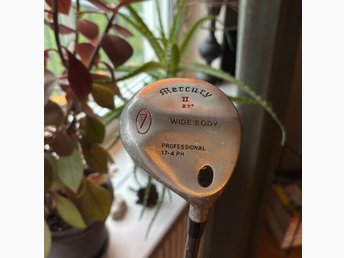 Mercury
II
27°
WIDE BODY
7
PROFESSIONAL
17-4 PH